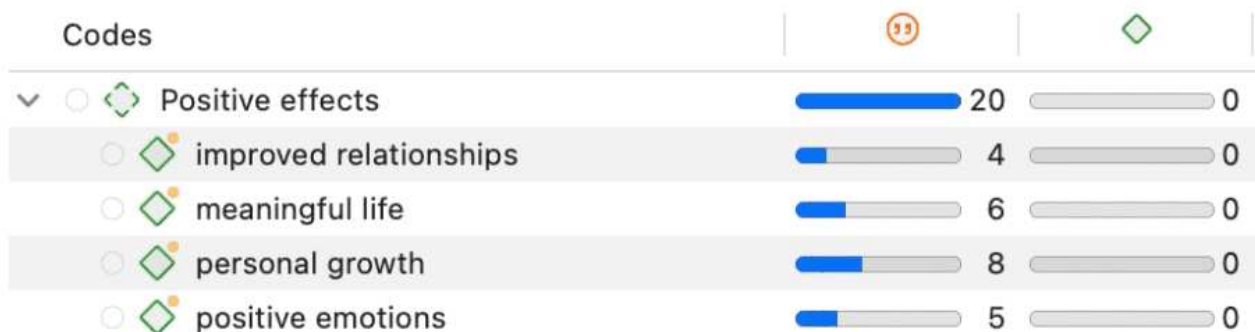 Codes
Positive effects 20 0
improved relationships 4 0
meaningful life 6 0
personal growth 8 0
positive emotions 5 0